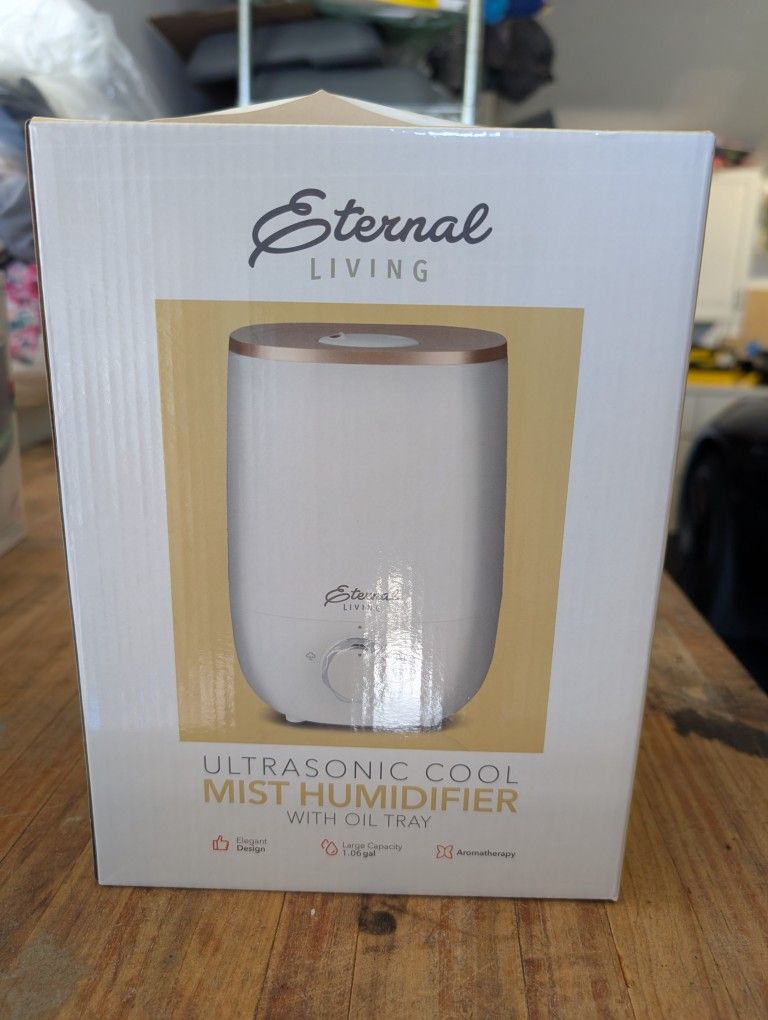 Eternal
LIVING
Eternal
LIVING
ULTRASONIC COOL
MIST HUMIDIFIER
WITH OIL TRAY
Elegant
Design
Large Capacity
1.06 gal
Aromatherapy